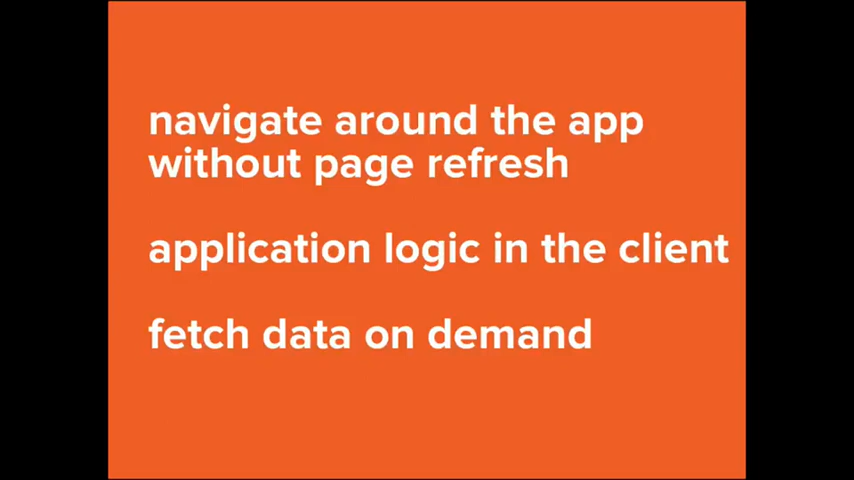 navigate around the app
without page refresh
application logic in the client
fetch data on demand